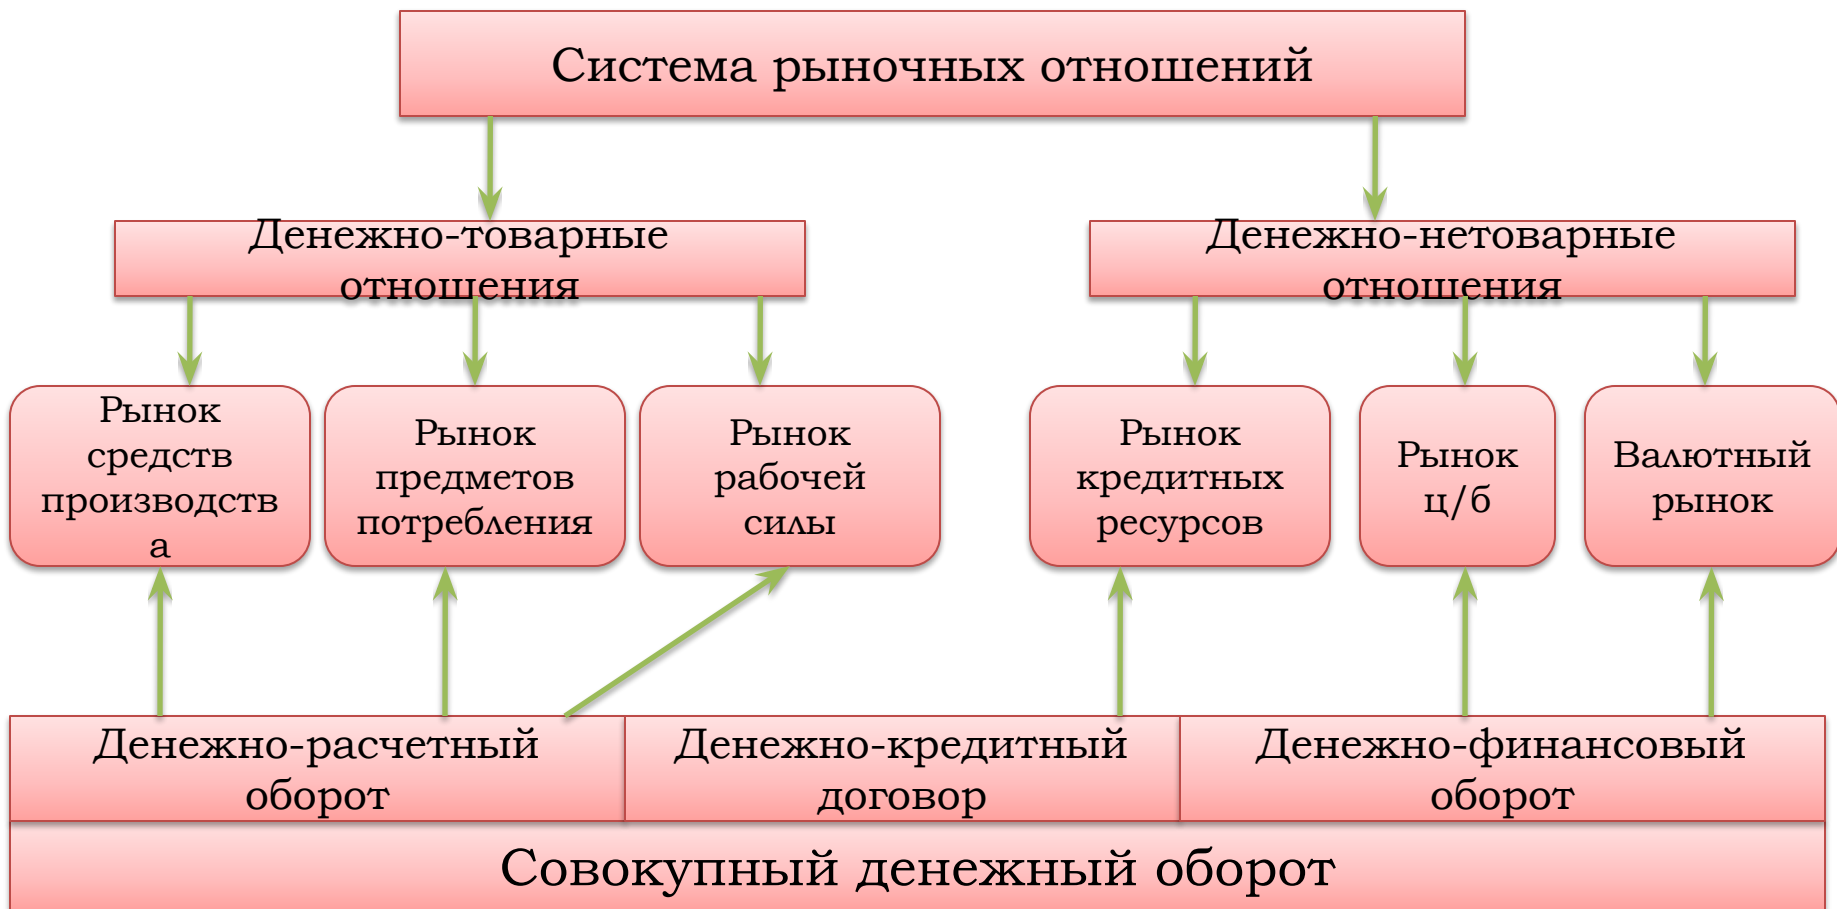 Система рыночных отношений
Денежно-товарные
отношения
Денежно-нетоварные
отношения
Рынок
средств
производств
а
Рынок
предметов
потребления
Рынок
рабочей
силы
Рынок
кредитных
ресурсов
Рынок
ц/б
Валютный
рынок
Денежно-расчетный
оборот
Денежно-кредитный
договор
Денежно-финансовый
оборот
Совокупный денежный оборот